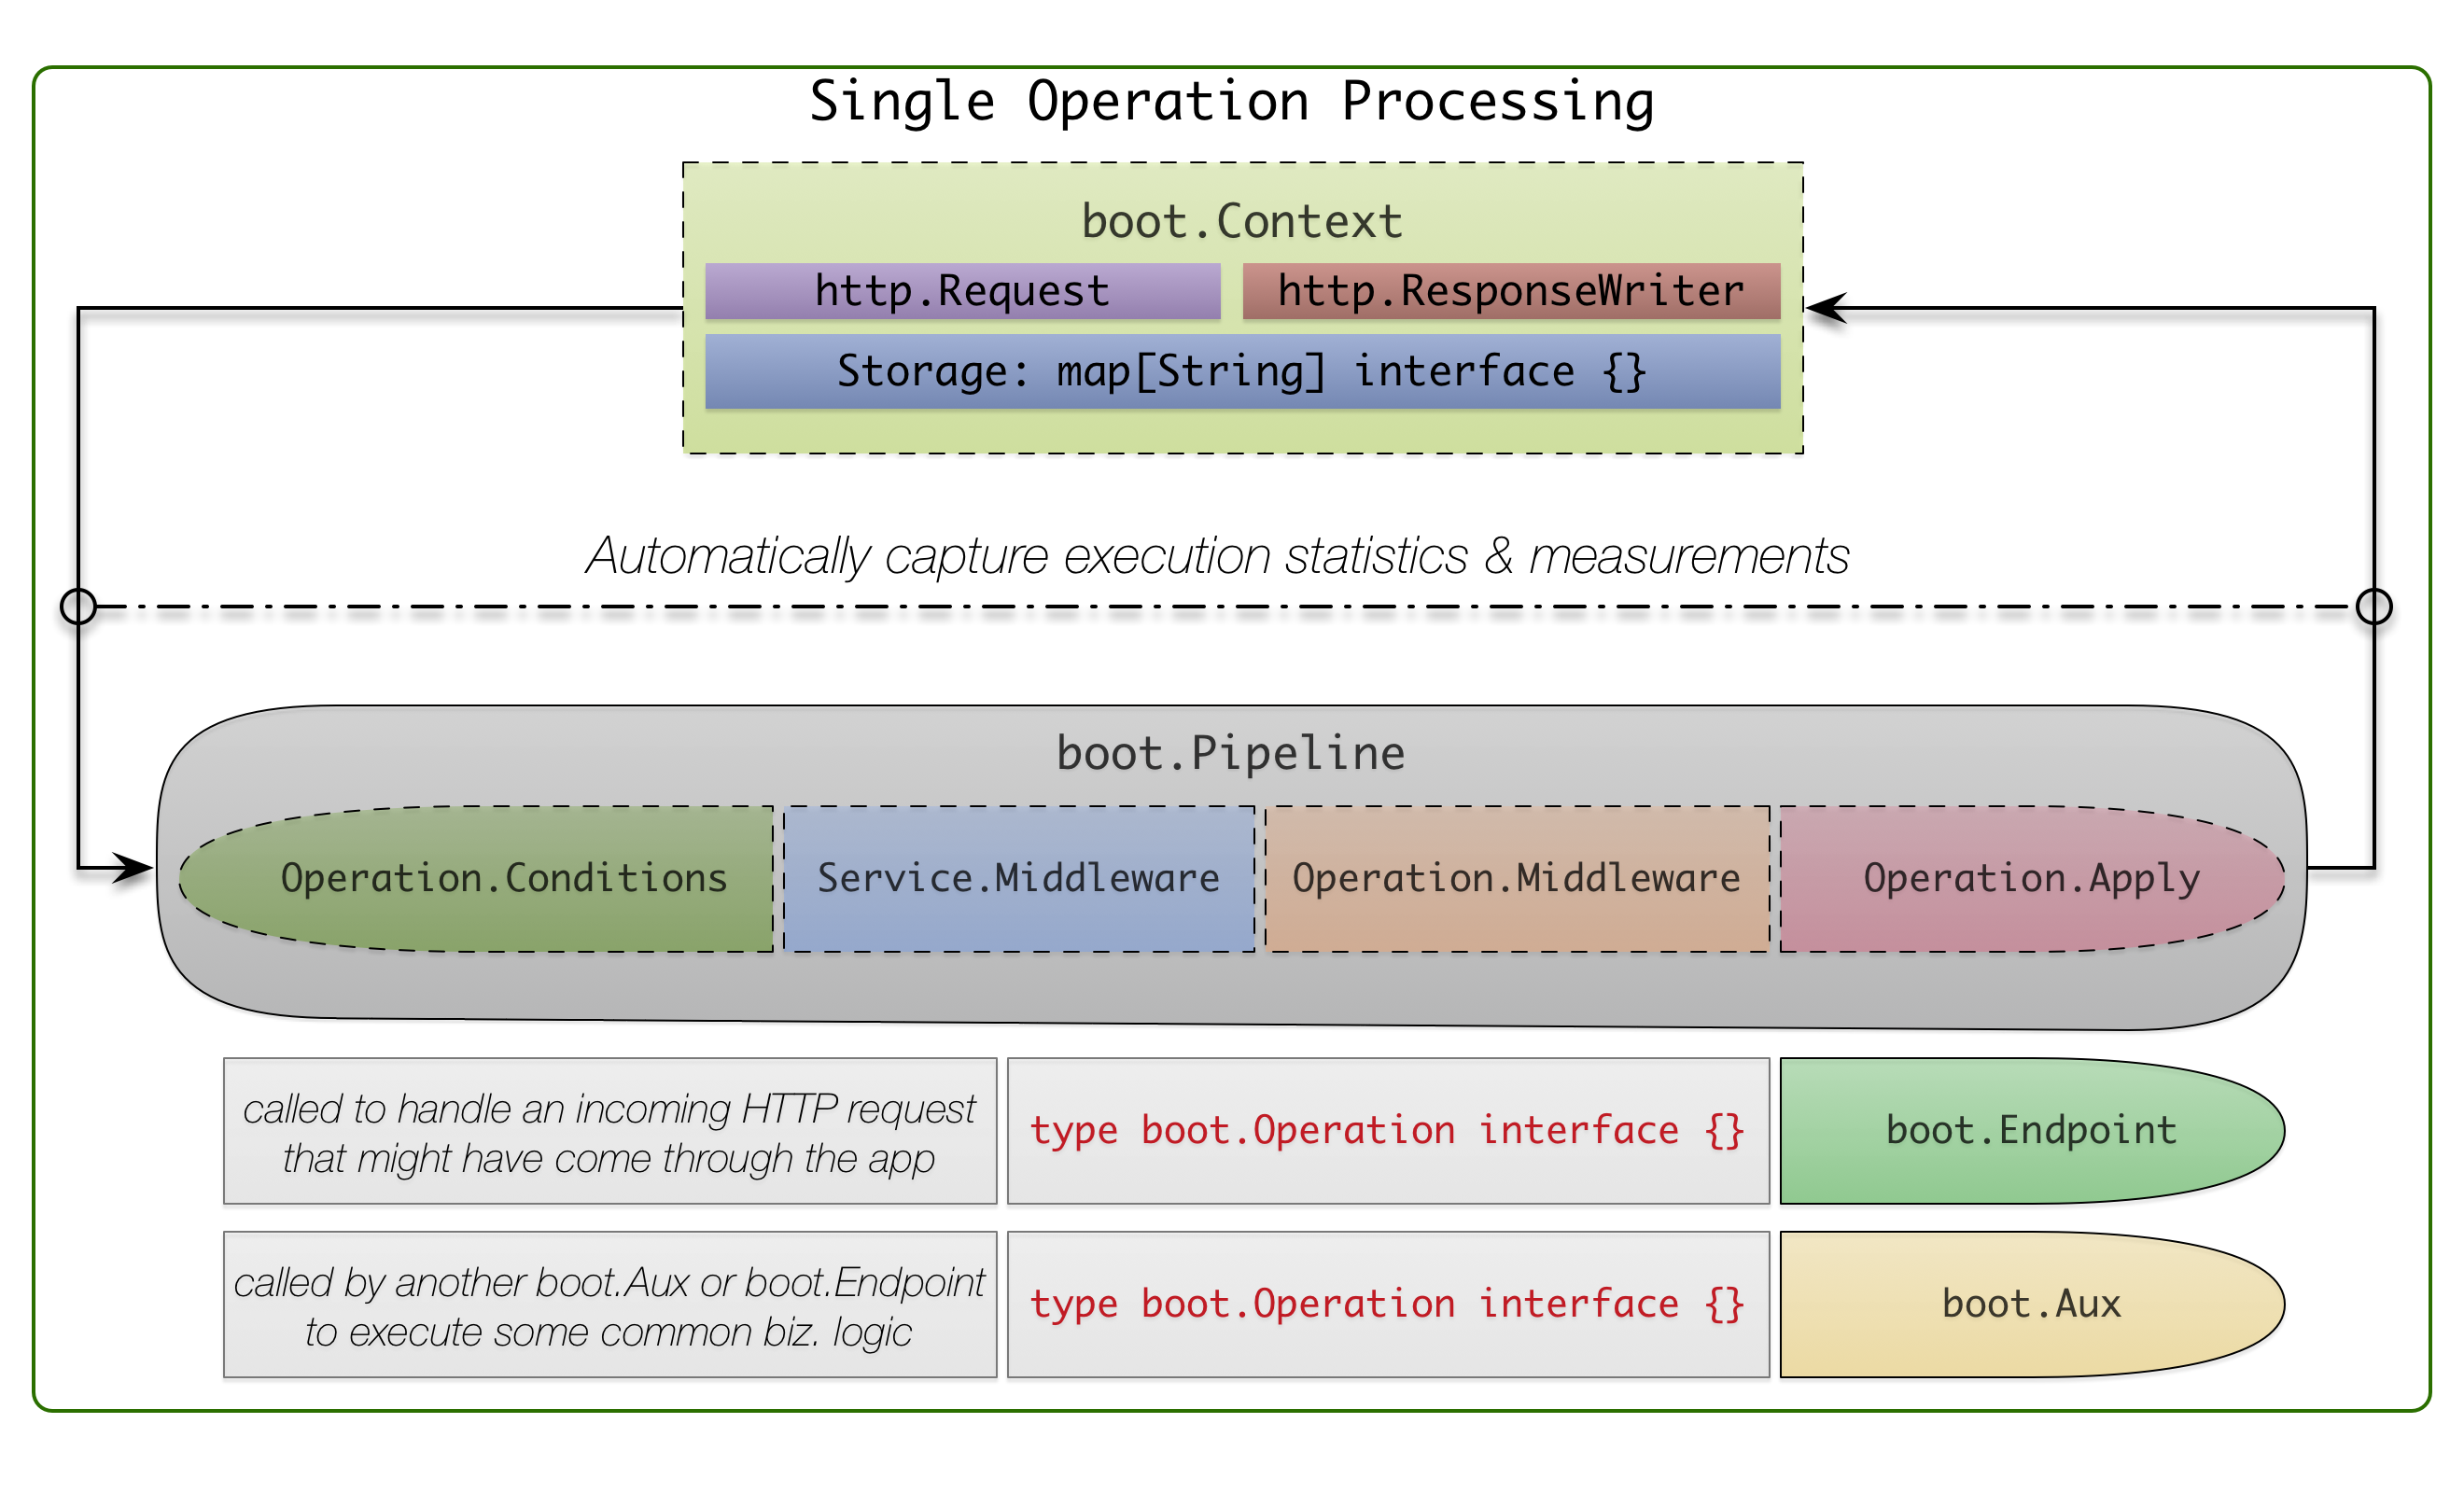 Single Operation Processing
boot.Context
http.Request
http.ResponseWriter
Storage: map[String] interface {}
Automatically capture execution statistics & measurements
boot.Pipeline
Operation.Conditions
Service.Middleware
Operation.Middleware
Operation.Apply
called to handle an incoming HTTP request
that might have come through the app
type boot.Operation interface {}
boot.Endpoint
called by another boot.Aux or boot.Endpoint
to execute some common biz. logic
type boot.Operation interface {}
boot.Aux